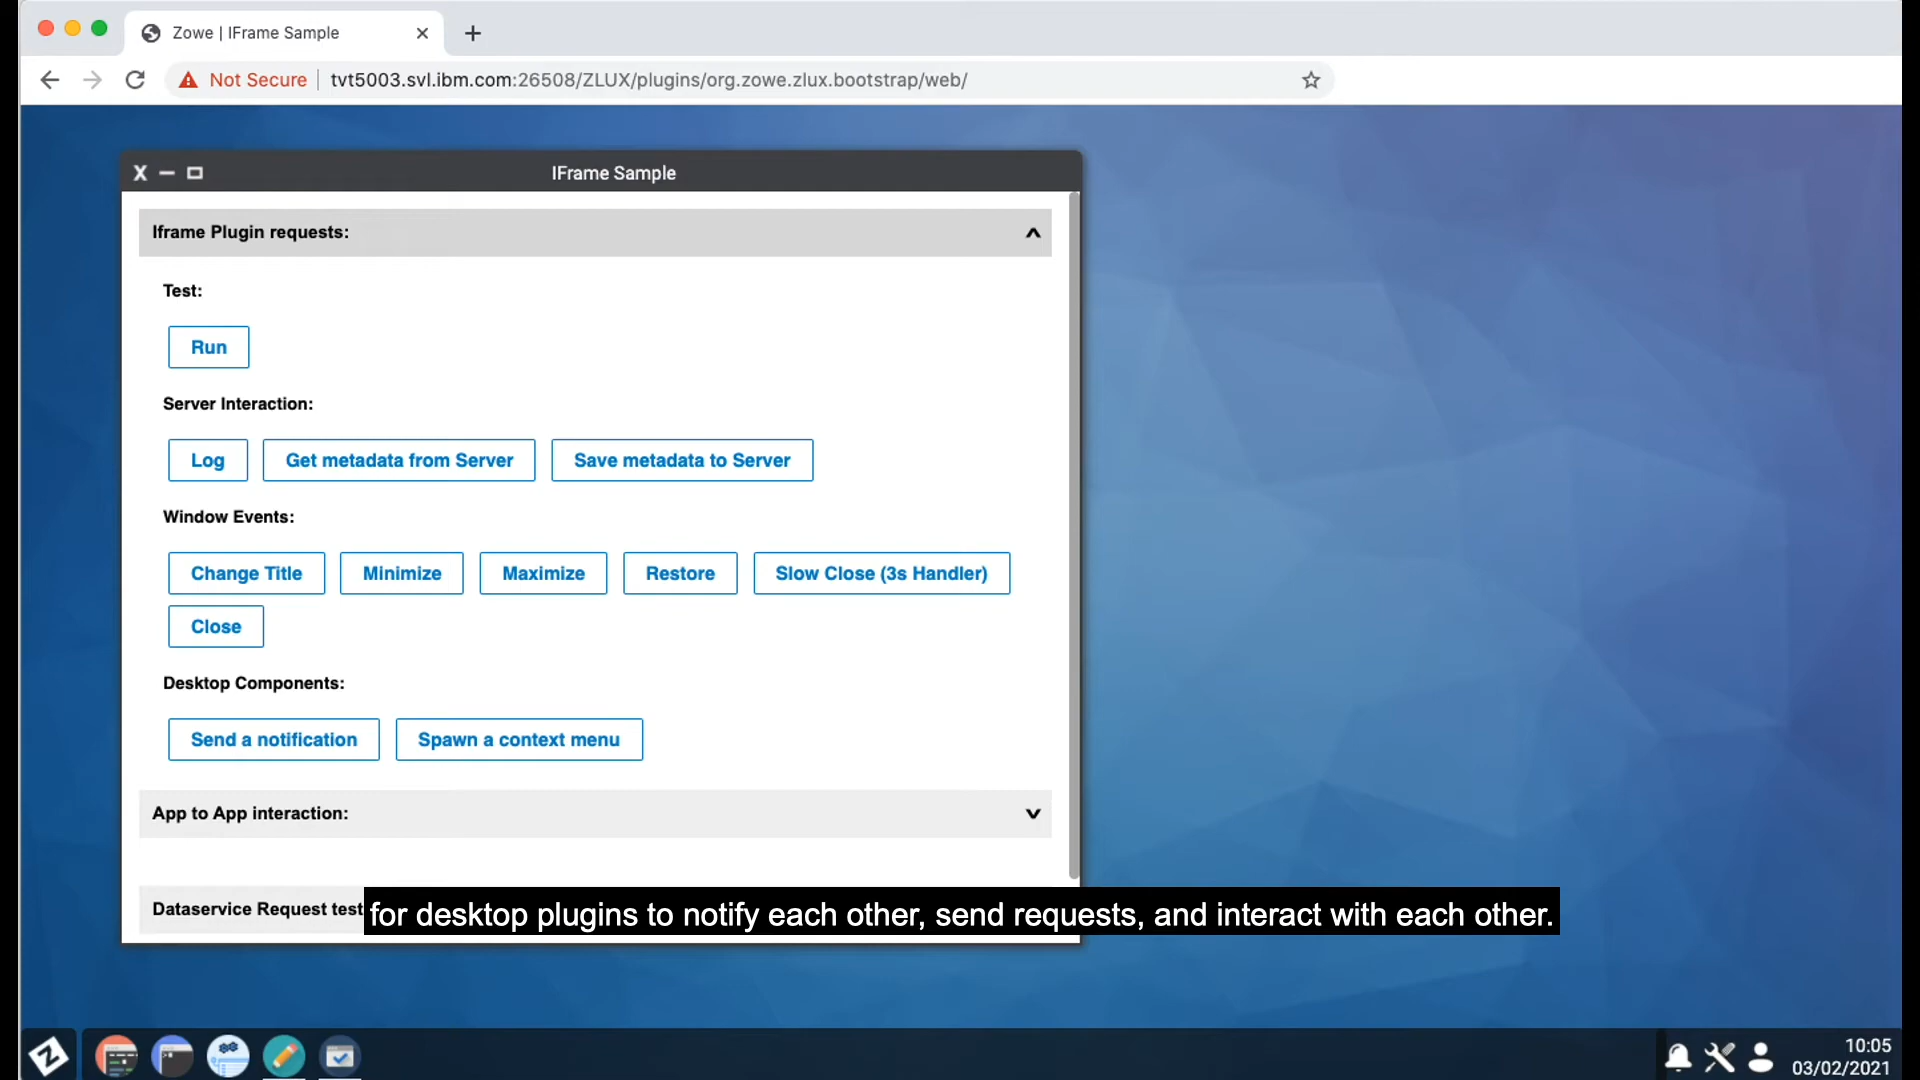 Zowe | IFrame Sample
Not Secure
tvt5003.svl.ibm.com:26508/ZLUX/plugins/org.zowe.zlux.bootstrap/web/
X
IFrame Sample
Iframe Plugin requests:
Test:
Run
Server Interaction:
Log Get metadata from Server Save metadata to Server
Window Events:
Change Title Minimize Maximize Restore Slow Close (3s Handler)
Close
Desktop Components:
Send a notification Spawn a context menu
App to App interaction:
Dataservice Request test
for desktop plugins to notify each other, send requests, and interact with each other.
10:05
03/02/2021